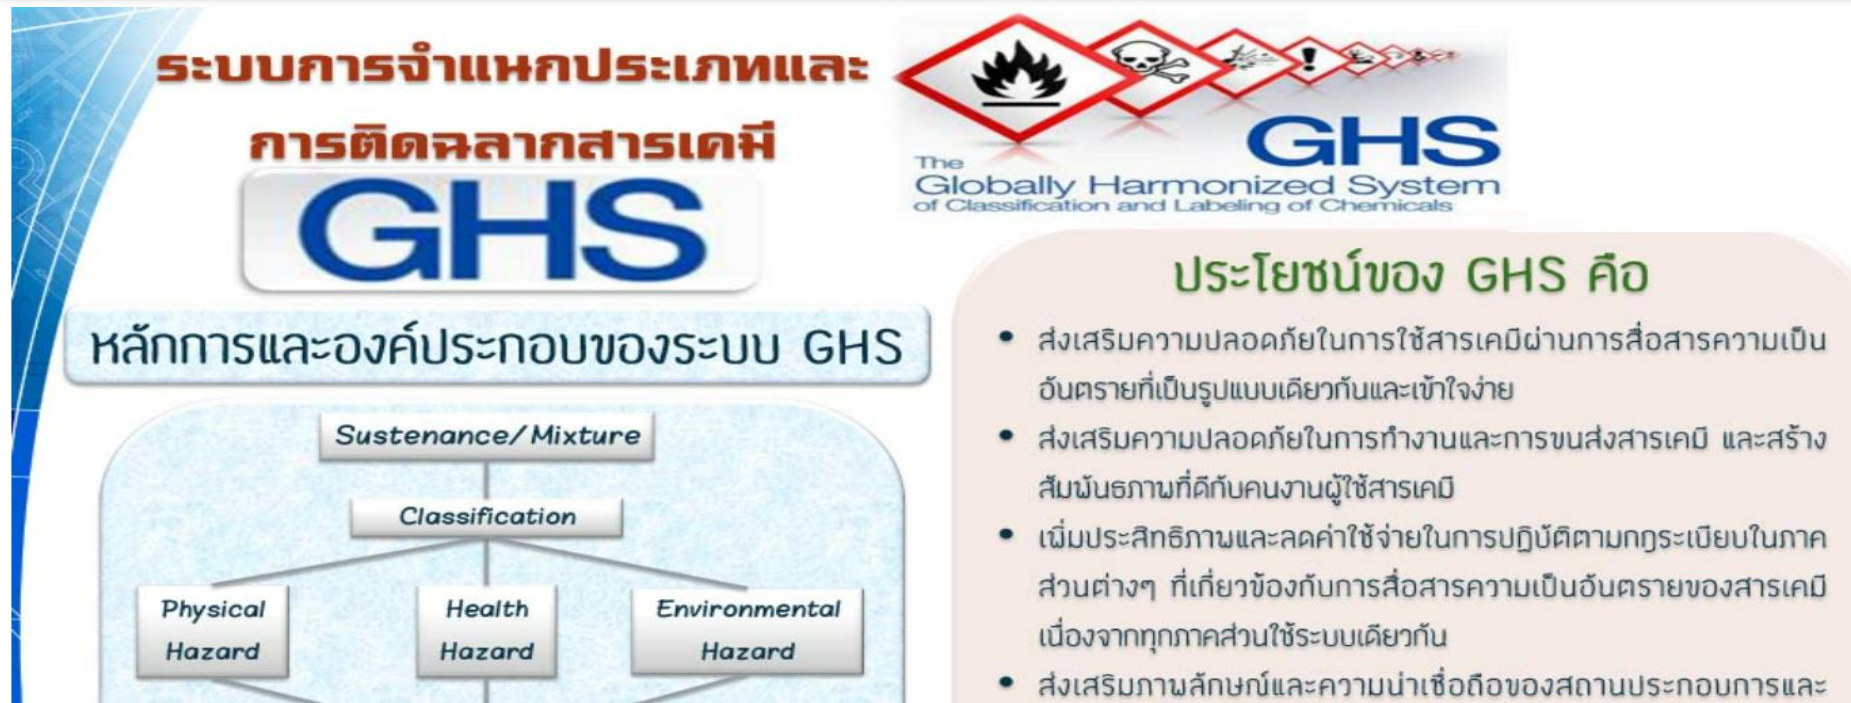 ระบบการจำแนกประเภทและ
การติดฉลากสารเคมี
GHS
GHS
The
Globally Harmonized System
of Classification and Labeling of Chemicals
หลักการและองค์ประกอบของระบบ GHS
Sustenance/Mixture
Classification
Physical
Hazard
Health
Hazard
Environmental
Hazard
ประโยชน์ของ GHS คือ
• ส่งเสริมความปลอดภัยในการใช้สารเคมีผ่านการสื่อสารความเป็น
อันตรายที่เป็นรูปแบบเดียวกันและเข้าใจง่าย
• ส่งเสริมความปลอดภัยในการทำงานและการขนส่งสารเคมี และสร้าง
สัมพันธภาพที่ดีกับคนงานผู้ใช้สารเคมี
• เพิ่มประสิทธิภาพและลดค่าใช้จ่ายในการปฏิบัติตามกฎระเบียบในภาค
ส่วนต่างๆ ที่เกี่ยวข้องกับการสื่อสารความเป็นอันตรายของสารเคมี
เนื่องจากทุกภาคส่วนใช้ระบบเดียวกัน
• ส่งเสริมภาพลักษณ์และความน่าเชื่อถือของสถานประกอบการและ